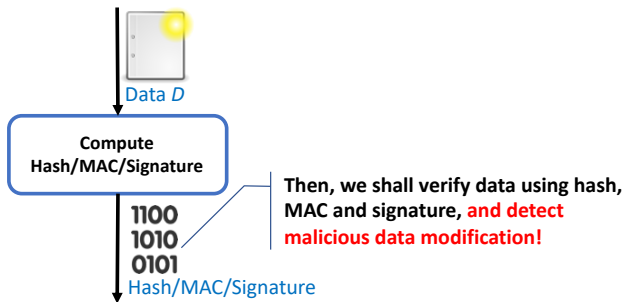 Data D
Compute
Hash/MAC/Signature
Then, we shall verify data using hash,
MAC and signature, and detect
malicious data modification!
1100
1010
0101
Hash/MAC/Signature